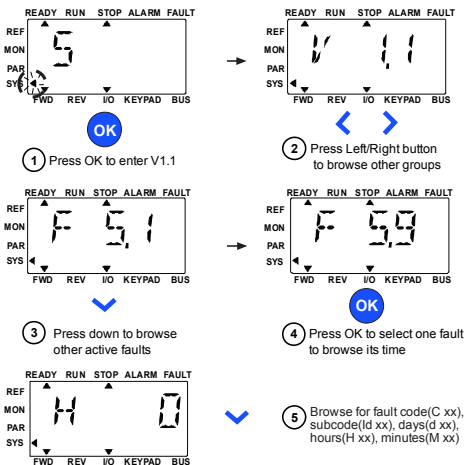 READY RUN STOP ALARM FAULT
REF
MON
PAR
SYS
S
FWD REV I/O KEYPAD BUS
OK
1 Press OK to enter V1.1
READY RUN STOP ALARM FAULT
REF
MON
PAR
SYS
V 1.1
FWD REV I/O KEYPAD BUS
2 Press Left/Right button
to browse other groups
READY RUN STOP ALARM FAULT
REF
MON
PAR
SYS
F 5.1
FWD REV I/O KEYPAD BUS
3 Press down to browse
other active faults
READY RUN STOP ALARM FAULT
REF
MON
PAR
SYS
F 5.9
FWD REV I/O KEYPAD BUS
OK
4 Press OK to select one fault
to browse its time
READY RUN STOP ALARM FAULT
REF
MON
PAR
SYS
H 0
FWD REV I/O KEYPAD BUS
5 Browse for fault code(C xx),
subcode(Id xx), days(d xx),
hours(H xx), minutes(M xx)